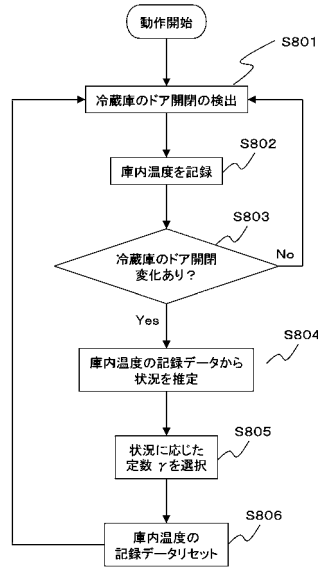 動作開始
S801
冷蔵庫のドア開閉の検出
S802
庫内温度を記録
S803
冷蔵庫のドア開閉
変化あり?
No
Yes
S804
庫内温度の記録データから
状況を推定
S805
状況に応じた
定数γを選択
S806
庫内温度の
記録データリセット